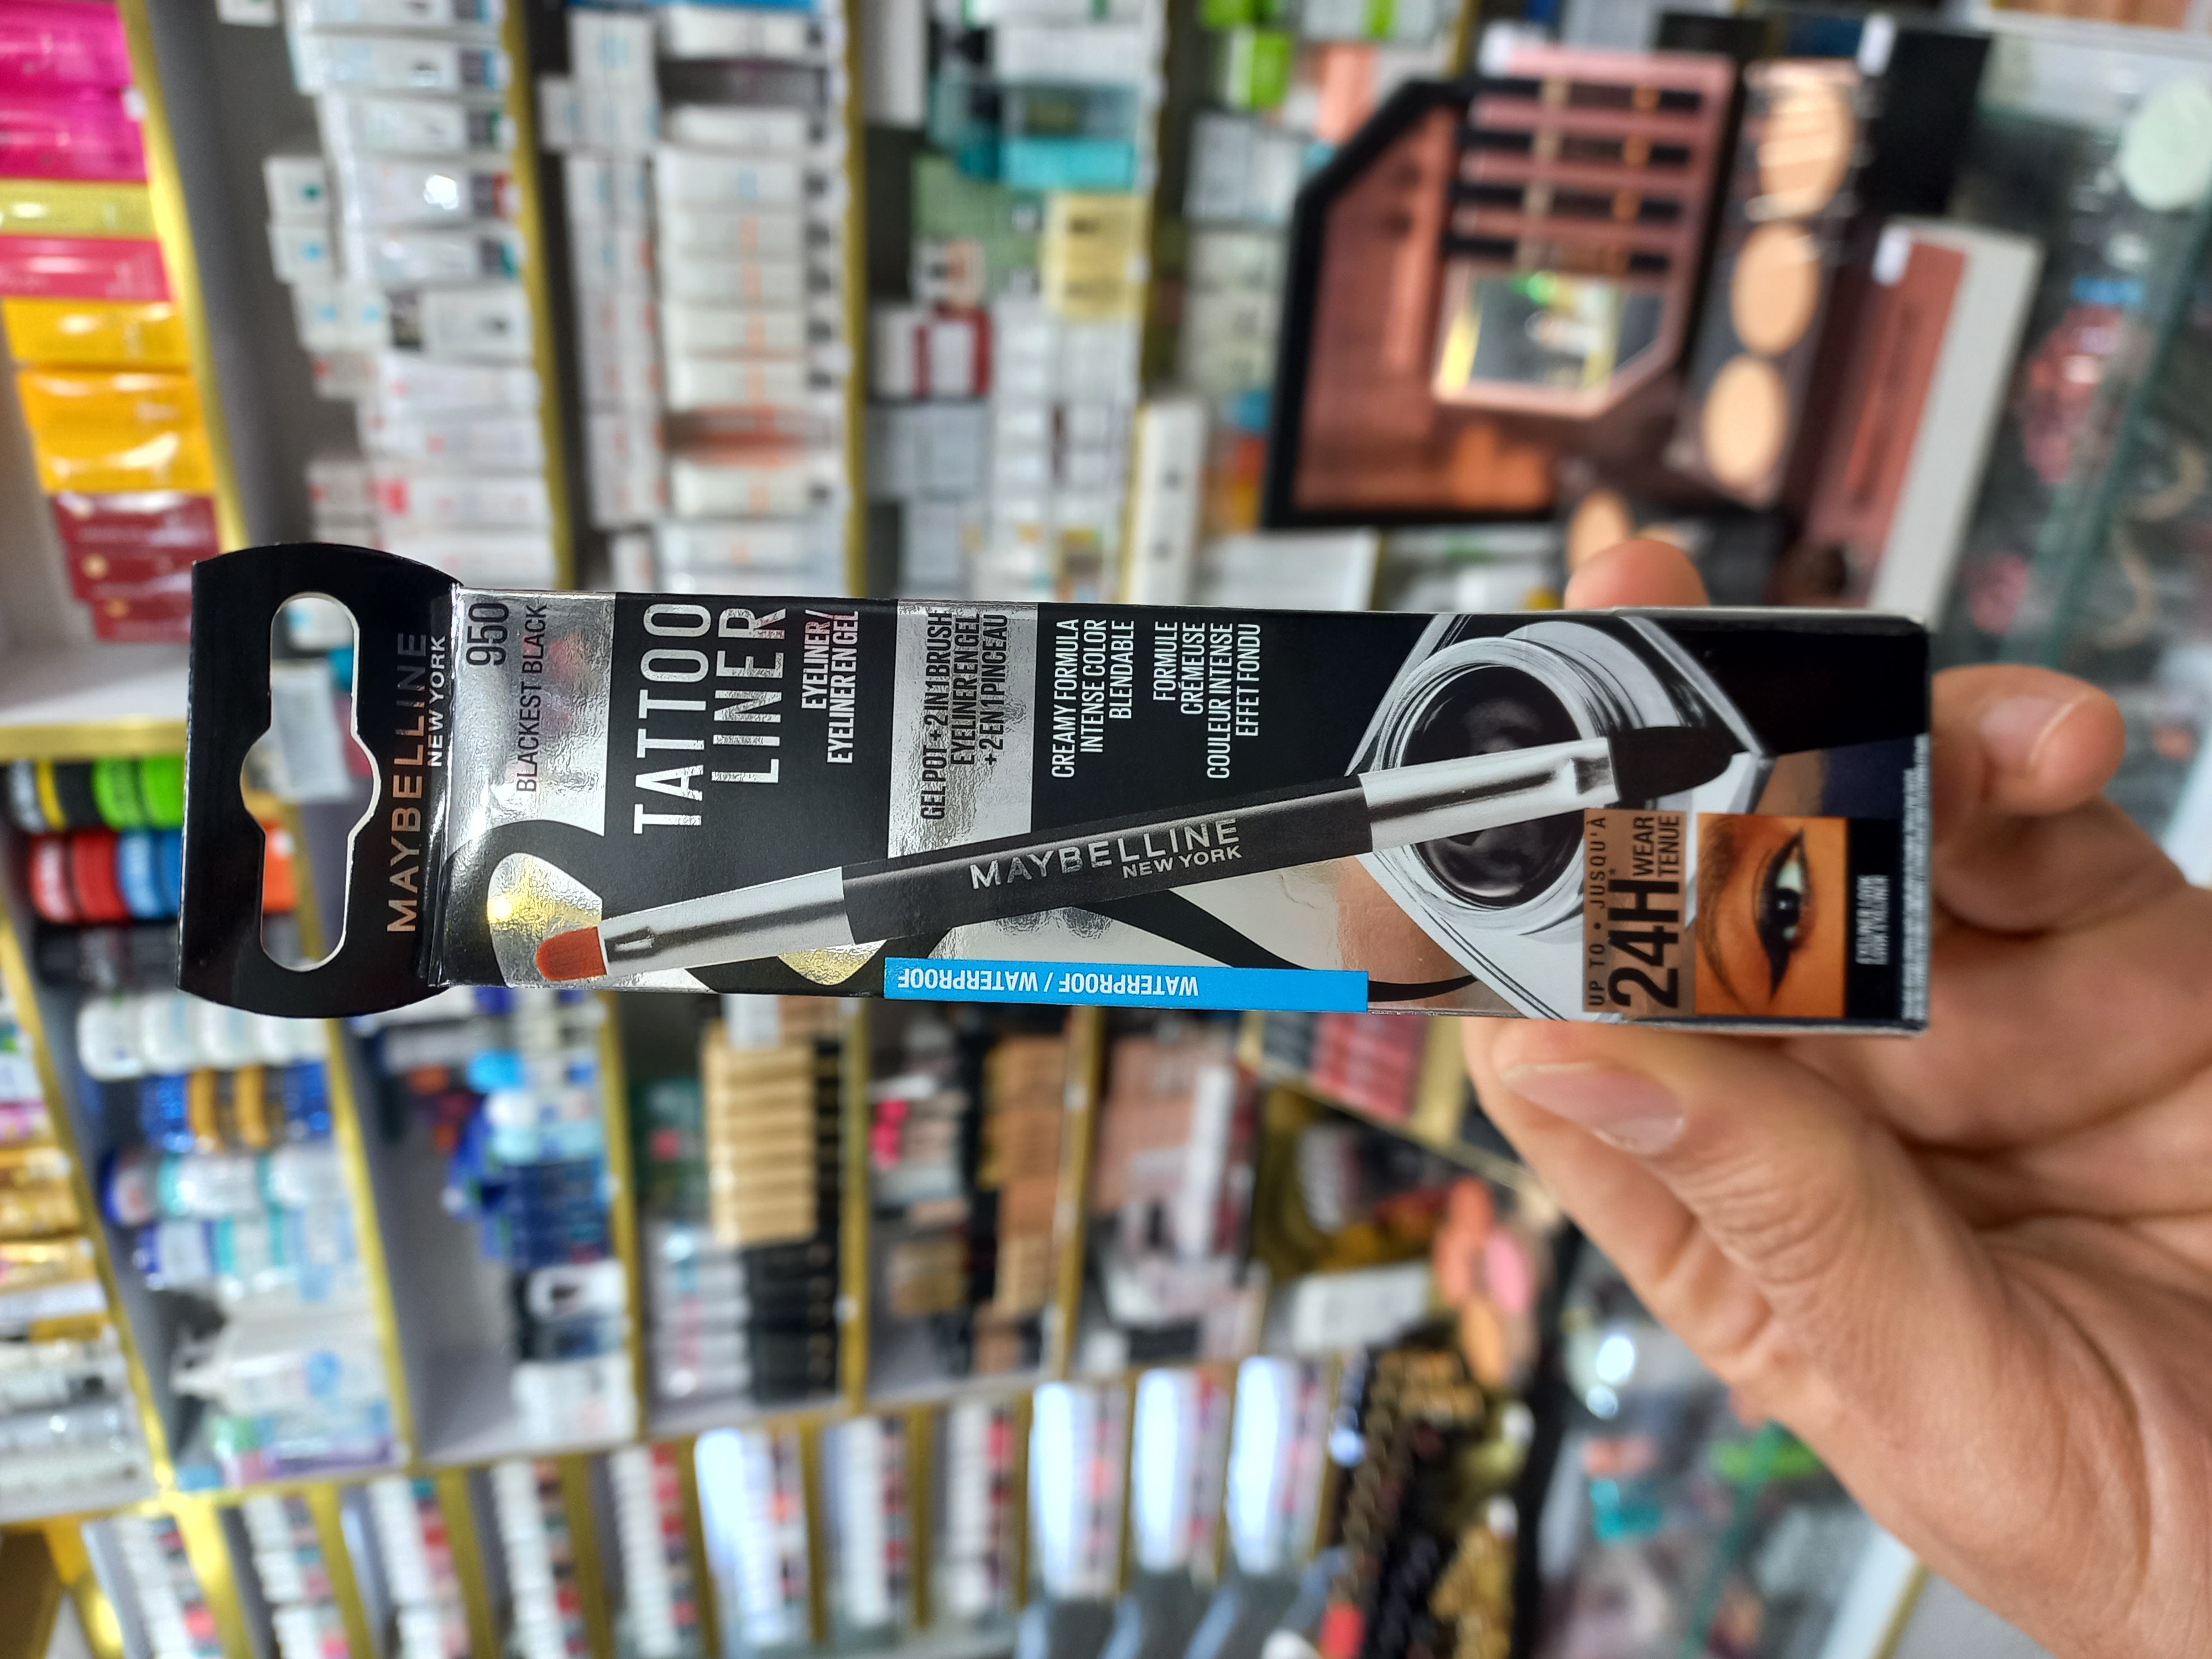 MAYBELLINE
NEW YORK
950
BLACKEST BLACK
TATTOO
LINER
EYELINER/
EYELINER EN GEL
GEL POT + 2 IN 1 BRUSH
EYELINER EN GEL
+ 2 EN 1 PINCEAU
CREAMY FORMULA
INTENSE COLOR
BLENDABLE
FORMULE
CRÉMEUSE
COULEUR INTENSE
EFFET FONDU
MAYBELLINE
NEW YORK
WATERPROOF / WATERPROOF
UP TO • JUSQU'À
24H*
WEAR
TENUE